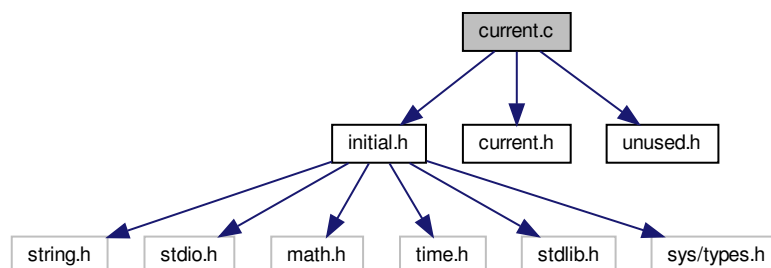 current.c
initial.h
current.h
unused.h
string.h
stdio.h
math.h
time.h
stdlib.h
sys/types.h